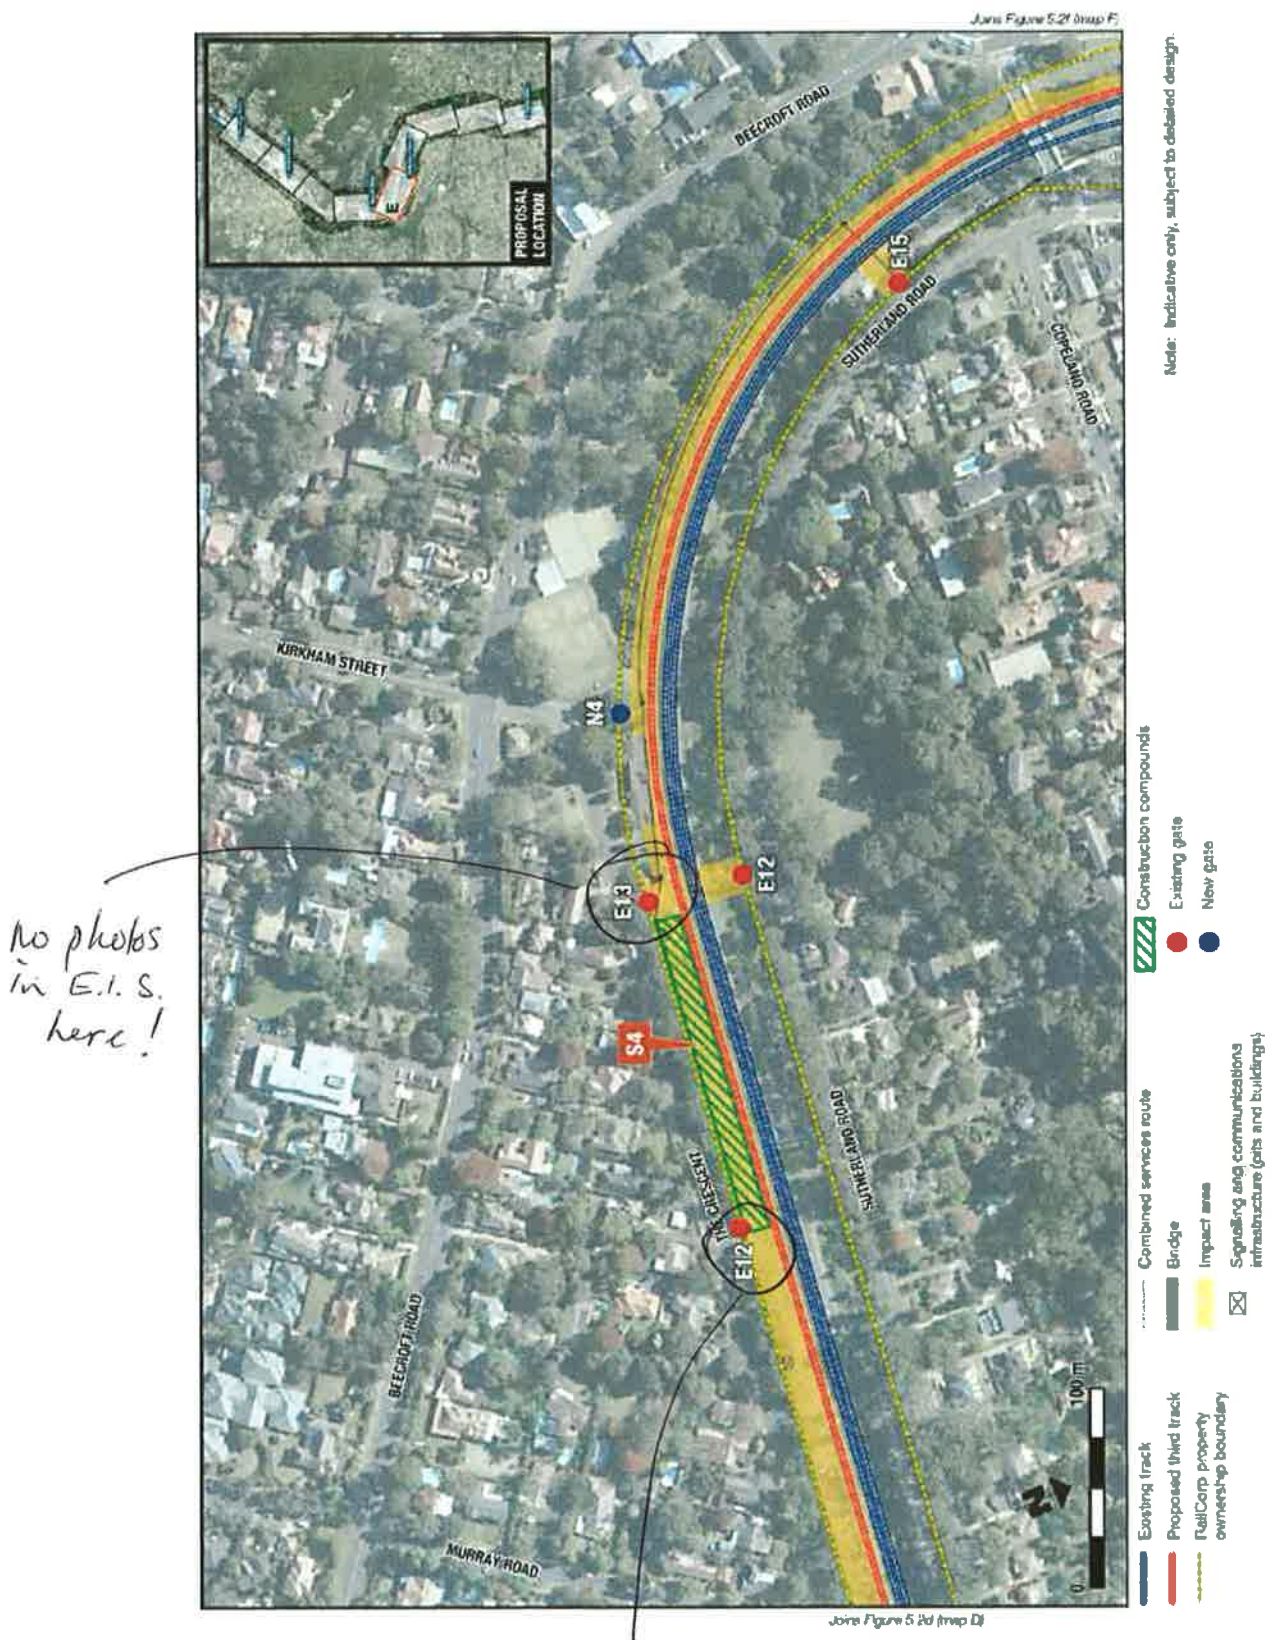 Joins Figure 5.2f (map F)
PROPOSAL
LOCATION
E
BEECROFT ROAD
KIRKHAM STREET
N4
E15
SUTHERLAND ROAD
COPELAND ROAD
No photos
in E.I.S.
here!
E13
E12
S4
THE CRESCENT
SUTHERLAND ROAD
E12
BEECROFT ROAD
MURRAY ROAD
N
0
100 m
Joins Figure 5.2d (map D)
Existing track
Proposed third track
RailCorp property
ownership boundary
Combined services route
Bridge
Impact area
Signalling and communications
infrastructure (pits and buildings)
Construction compounds
Existing gate
New gate
Note: Indicative only, subject to detailed design.